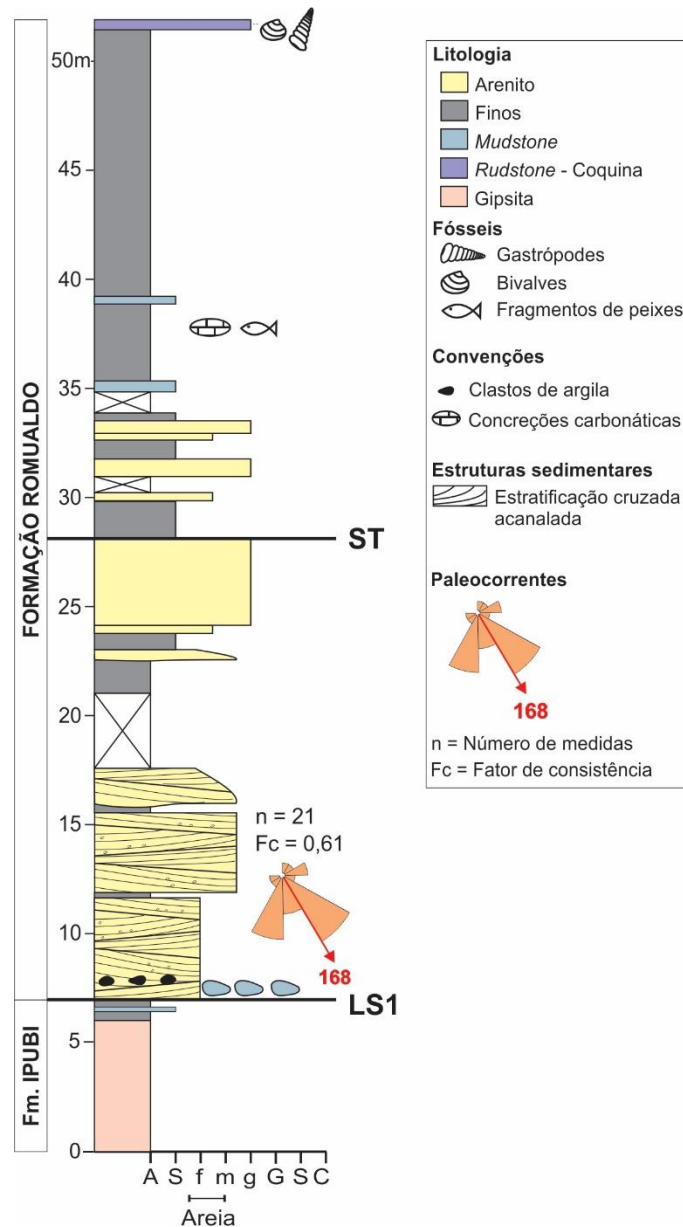 50m
45
40
35
30
25
20
15
10
5
0
FORMAÇÃO ROMUALDO
Fm. IPUBI
ST
n = 21
Fc = 0,61
168
LS1
A S f m g G S C
Areia
Litologia
Arenito
Finos
Mudstone
Rudstone - Coquina
Gipsita
Fósseis
Gastrópodes
Bivalves
Fragmentos de peixes
Convenções
Clastos de argila
Concreções carbonáticas
Estruturas sedimentares
Estratificação cruzada
acanalada
Paleocorrentes
168
n = Número de medidas
Fc = Fator de consistência